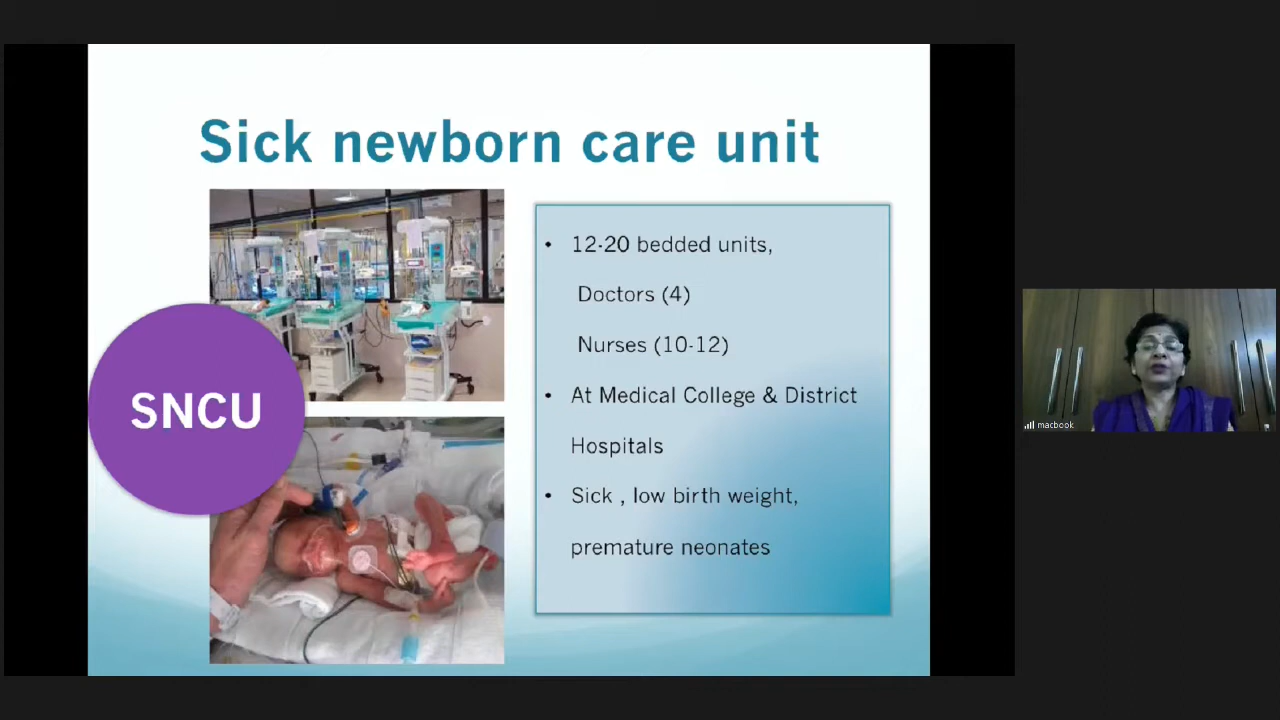 Sick newborn care unit
SNCU
• 12-20 bedded units,
Doctors (4)
Nurses (10-12)
• At Medical College & District
Hospitals
• Sick , low birth weight,
premature neonates
macbook